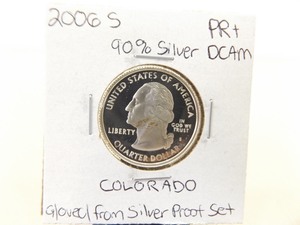 2006 S
PR+
90% Silver DCAM
UNITED STATES OF AMERICA
LIBERTY
IN
GOD WE
TRUST
S
QUARTER DOLLAR
COLORADO
Gloved from Silver Proof Set